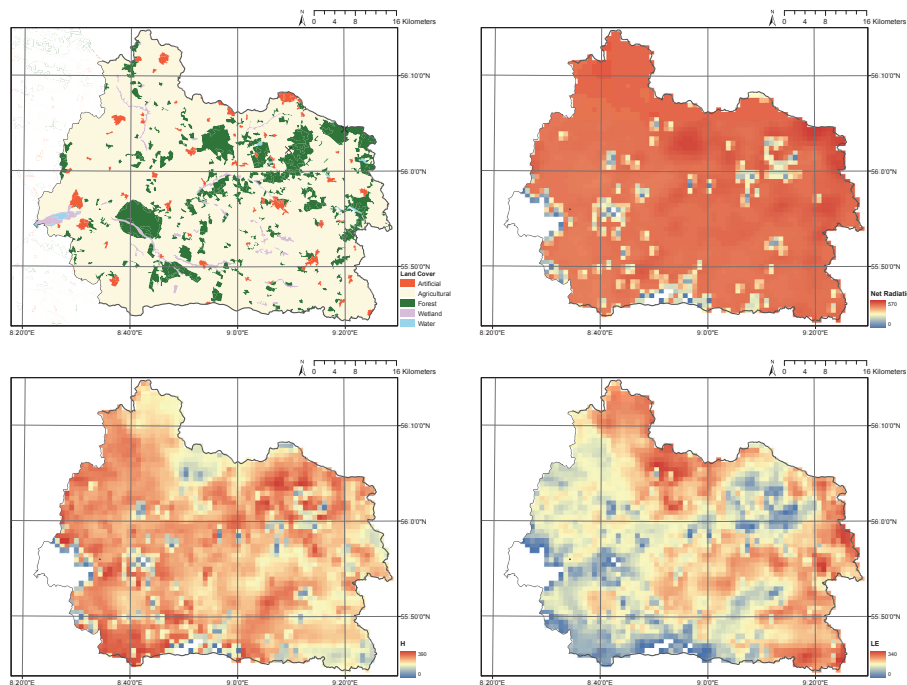 N
0 4 8 16 Kilometers
56°10'0"N
56°0'0"N
55°50'0"N
Land Cover
Artificial
Agricultural
Forest
Wetland
Water
8°20'0"E 8°40'0"E 9°0'0"E 9°20'0"E
N
0 4 8 16 Kilometers
56°10'0"N
56°0'0"N
55°50'0"N
Net Radiati
570
0
8°20'0"E 8°40'0"E 9°0'0"E 9°20'0"E
N
0 4 8 16 Kilometers
56°10'0"N
56°0'0"N
55°50'0"N
H
390
0
8°20'0"E 8°40'0"E 9°0'0"E 9°20'0"E
N
0 4 8 16 Kilometers
56°10'0"N
56°0'0"N
55°50'0"N
LE
340
0
8°20'0"E 8°40'0"E 9°0'0"E 9°20'0"E